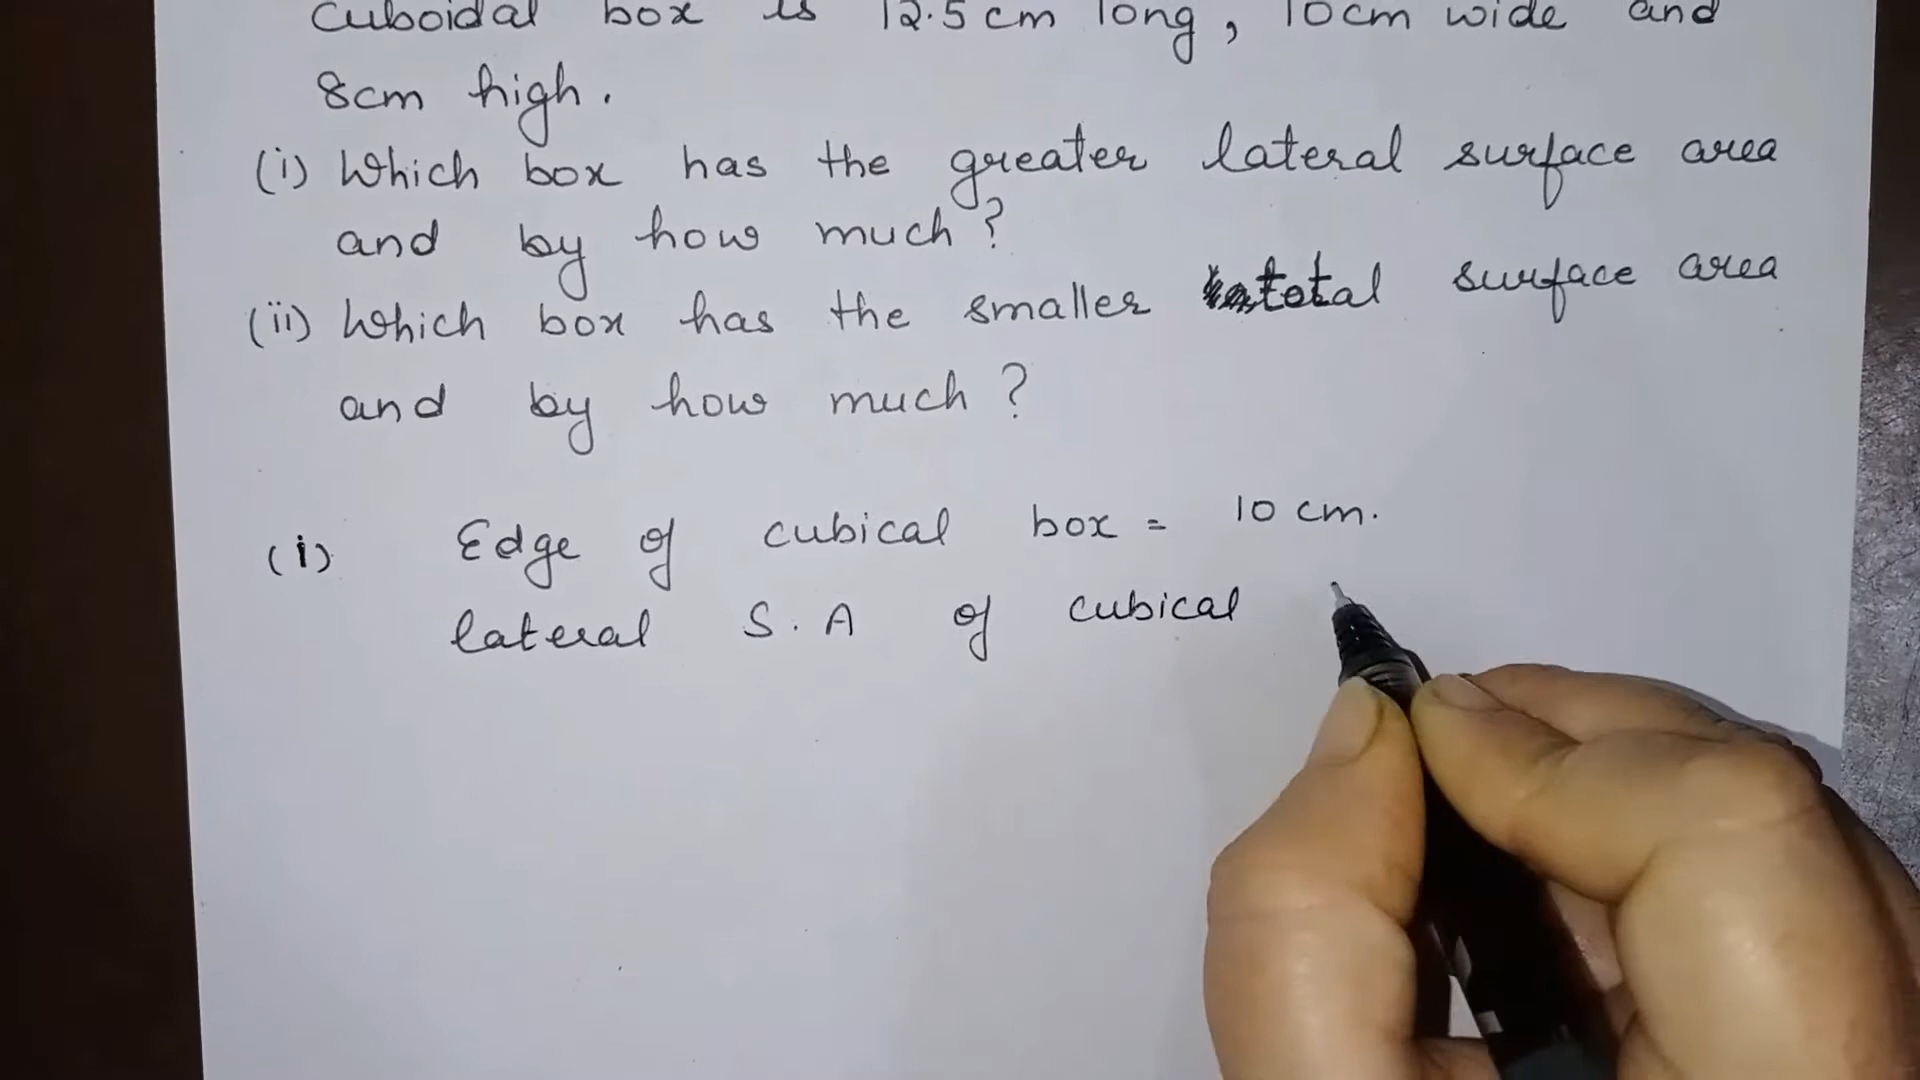 cuboidal box is 12.5cm long, 10cm wide and
8cm high.
(i) Which box has the greater lateral surface area
and by how much?
(ii) Which box has the smaller total surface area
and by how much?
(i) Edge of cubical box = 10 cm.
lateral S.A of cubical